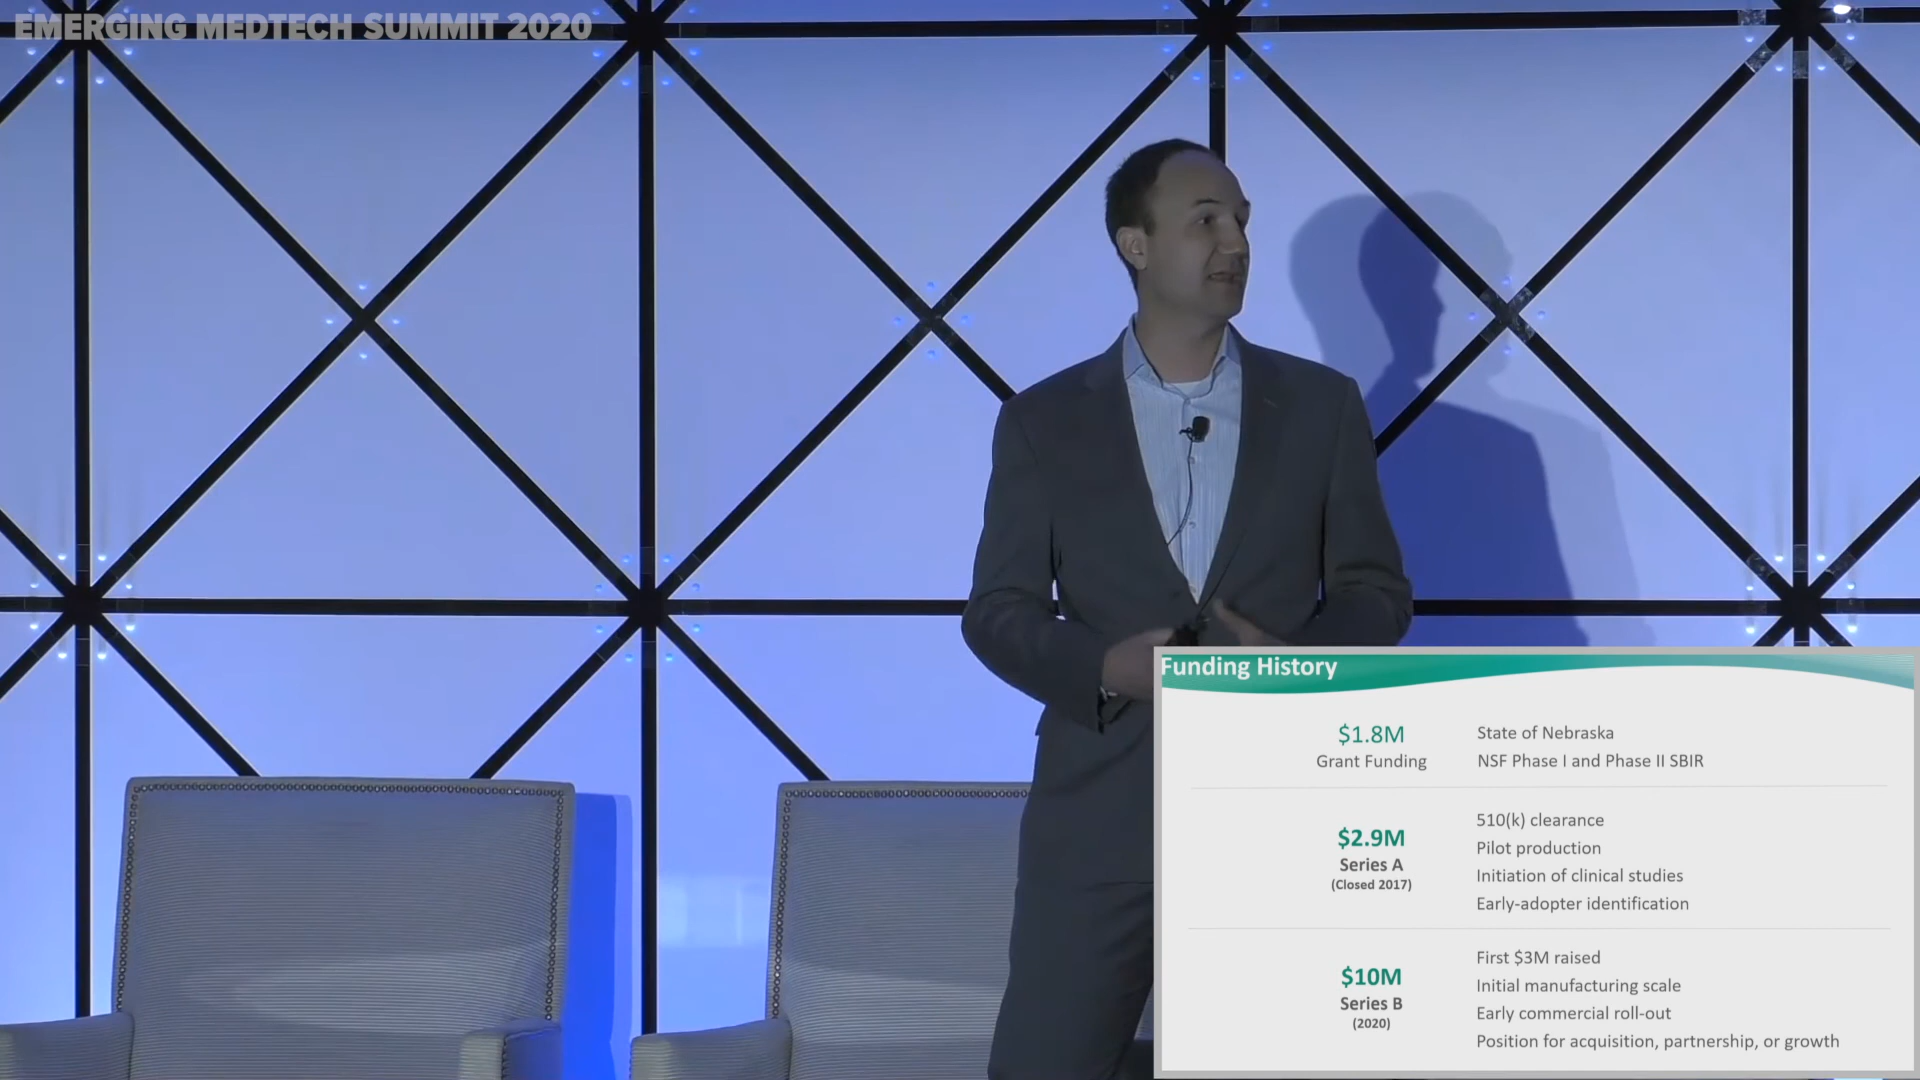 EMERGING MEDTECH SUMMIT 2020
Funding History
$1.8M
Grant Funding
State of Nebraska
NSF Phase I and Phase II SBIR
$2.9M
Series A
(Closed 2017)
510(k) clearance
Pilot production
Initiation of clinical studies
Early-adopter identification
$10M
Series B
(2020)
First $3M raised
Initial manufacturing scale
Early commercial roll-out
Position for acquisition, partnership, or growth